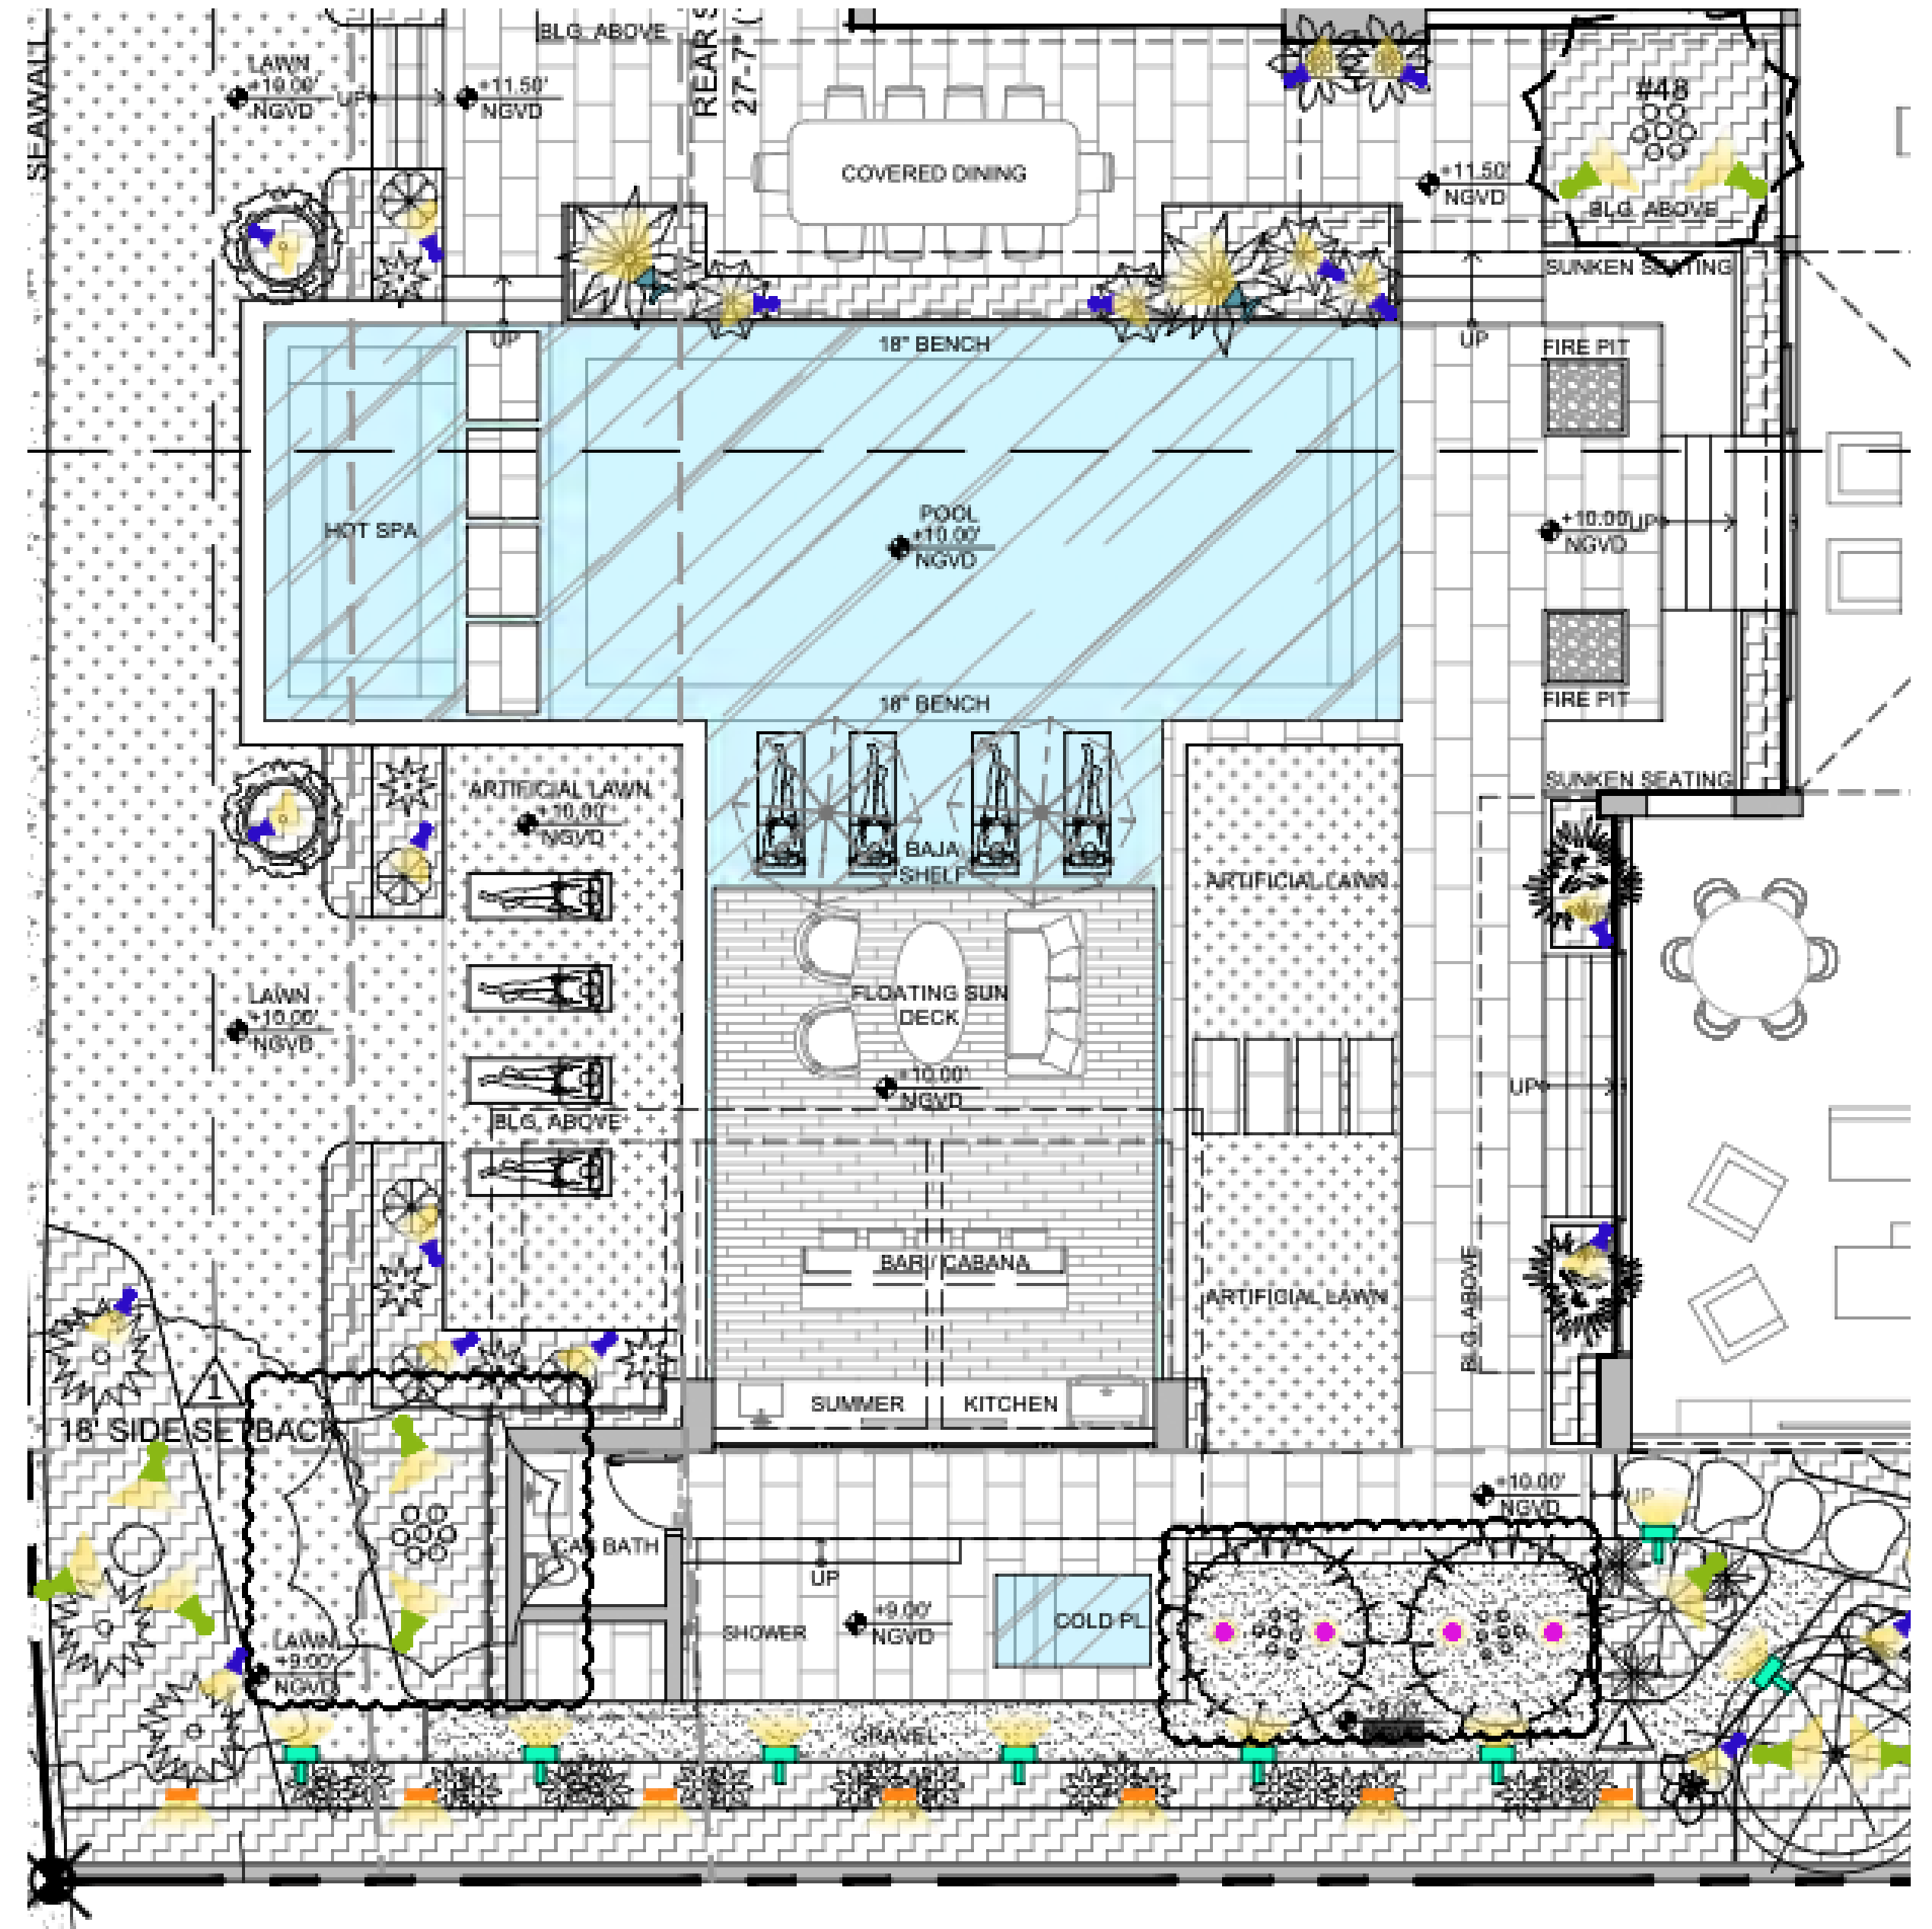 SEAWALL
LAWN
+10.00'
NGVD
UP
+11.50'
NGVD
BLG. ABOVE
REAR S
27'-7" (
COVERED DINING
+11.50'
NGVD
#48
BLG. ABOVE
SUNKEN SEATING
UP
18" BENCH
UP
FIRE PIT
HOT SPA
POOL
+10.00'
NGVD
+10.00'
NGVD
UP
18" BENCH
FIRE PIT
SUNKEN SEATING
ARTIFICIAL LAWN
+10.00'
NGVD
BAJA
SHELF
ARTIFICIAL LAWN
LAWN
+10.00'
NGVD
FLOATING SUN
DECK
+10.00'
NGVD
UP
BLG. ABOVE
BAR / CABANA
ARTIFICIAL LAWN
BLG. ABOVE
1
18' SIDE SETBACK
SUMMER KITCHEN
+10.00'
NGVD
UP
CAB BATH
UP
SHOWER
+9.00'
NGVD
COLD PL.
LAWN
+9.00'
NGVD
GRAVEL
1